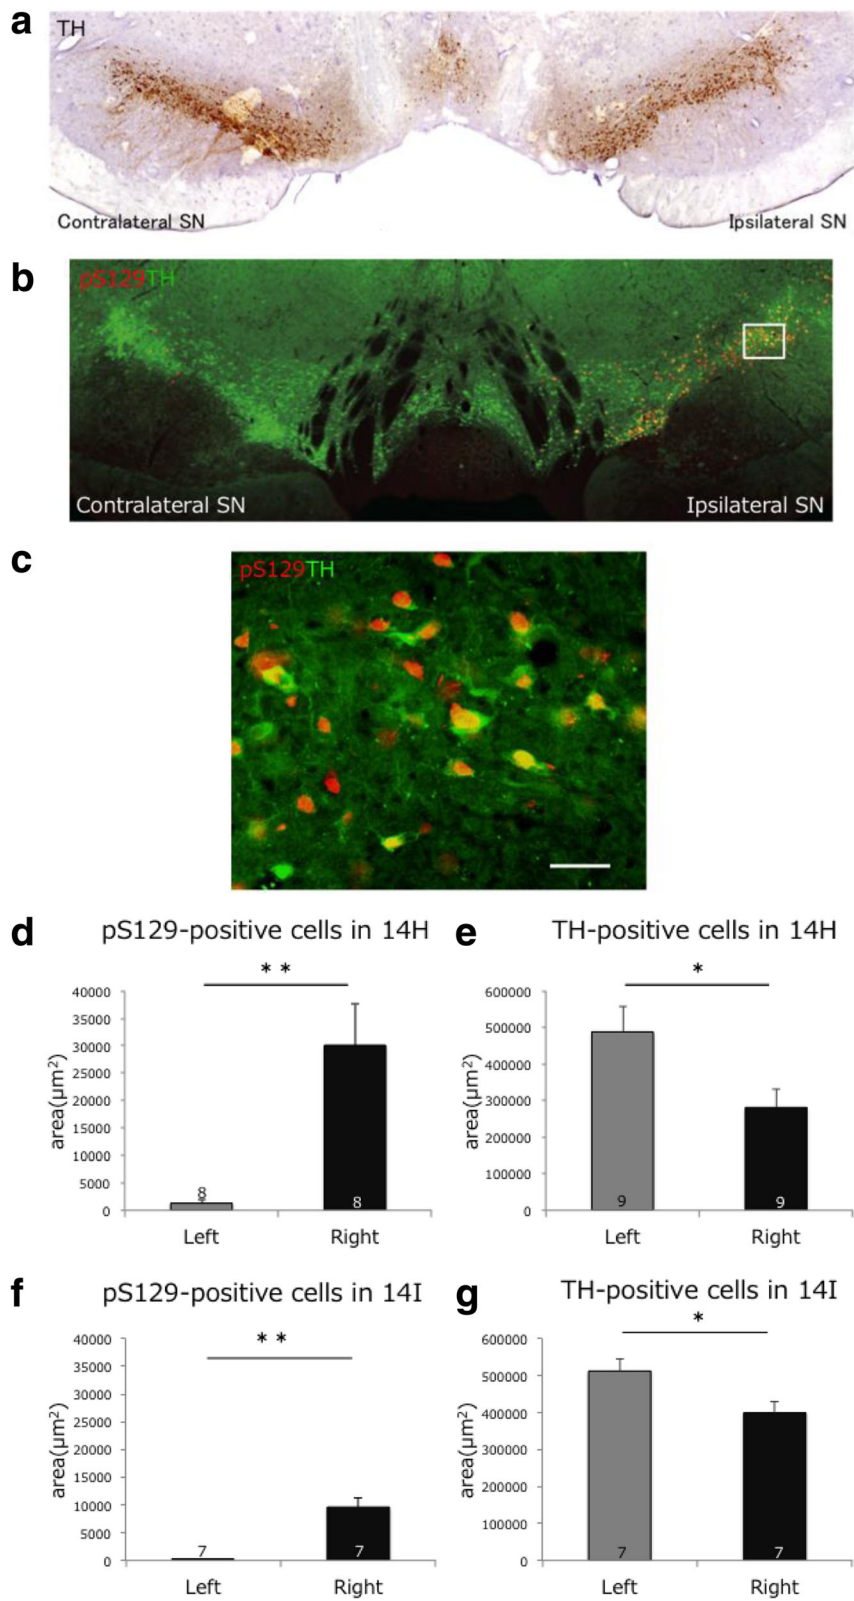 a
TH
Contralateral SN
Ipsilateral SN
b
pS129TH
Contralateral SN
Ipsilateral SN
c
pS129TH
d
pS129-positive cells in 14H
**
40000
35000
30000
25000
20000
15000
10000
5000
0
area(μm²)
8
8
Left
Right
e
TH-positive cells in 14H
*
600000
500000
400000
300000
200000
100000
0
area(μm²)
9
9
Left
Right
f
pS129-positive cells in 14I
**
40000
35000
30000
25000
20000
15000
10000
5000
0
area(μm²)
7
7
Left
Right
g
TH-positive cells in 14I
*
600000
500000
400000
300000
200000
100000
0
area(μm²)
7
7
Left
Right